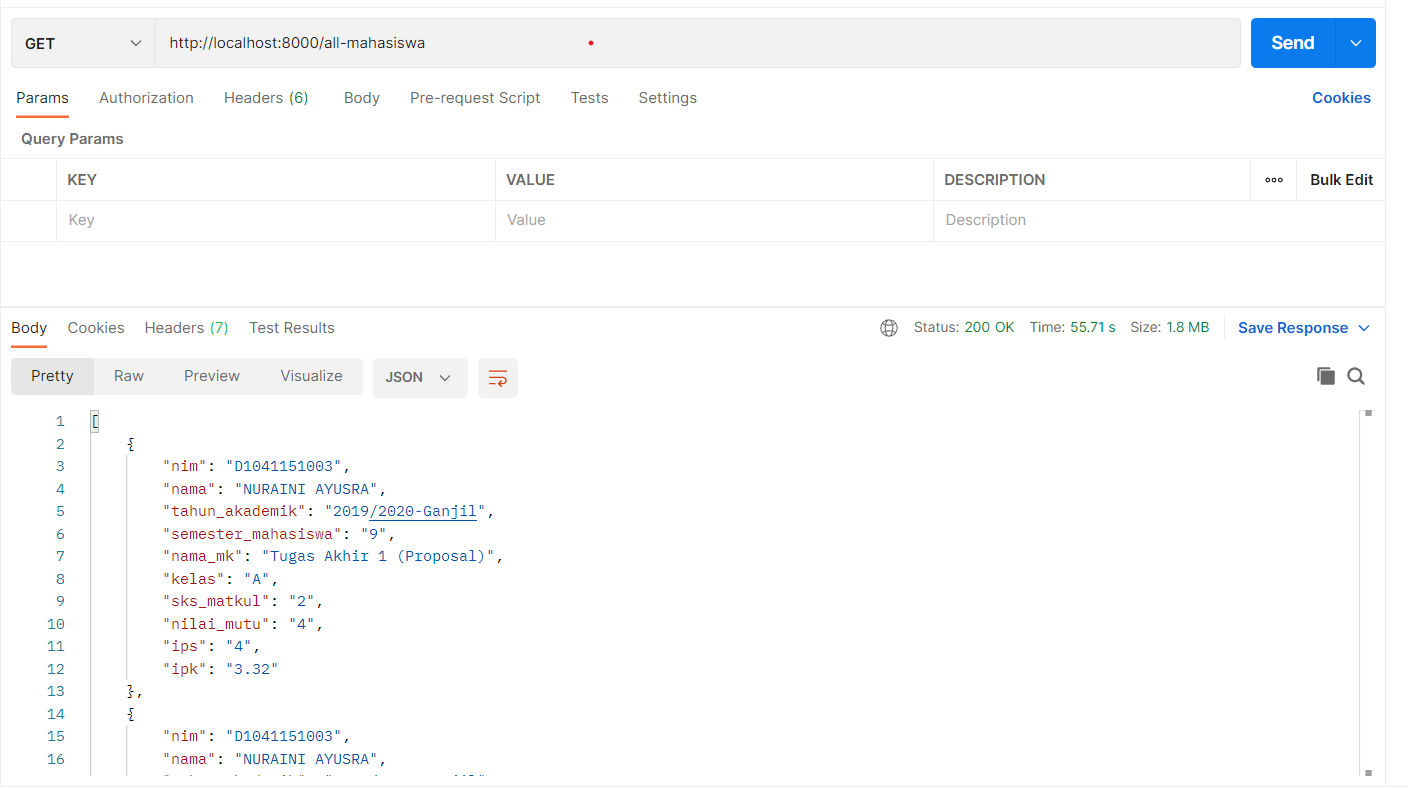 GET http://localhost:8000/all-mahasiswa Send
Params Authorization Headers (6) Body Pre-request Script Tests Settings Cookies
Query Params
KEY VALUE DESCRIPTION ooo Bulk Edit
Key Value Description
Body Cookies Headers (7) Test Results Status: 200 OK Time: 55.71 s Size: 1.8 MB Save Response
Pretty Raw Preview Visualize JSON
1 [
2 {
3 "nim": "D1041151003",
4 "nama": "NURAINI AYUSRA",
5 "tahun_akademik": "2019/2020-Ganjil",
6 "semester_mahasiswa": "9",
7 "nama_mk": "Tugas Akhir 1 (Proposal)",
8 "kelas": "A",
9 "sks_matkul": "2",
10 "nilai_mutu": "4",
11 "ips": "4",
12 "ipk": "3.32"
13 },
14 {
15 "nim": "D1041151003",
16 "nama": "NURAINI AYUSRA",